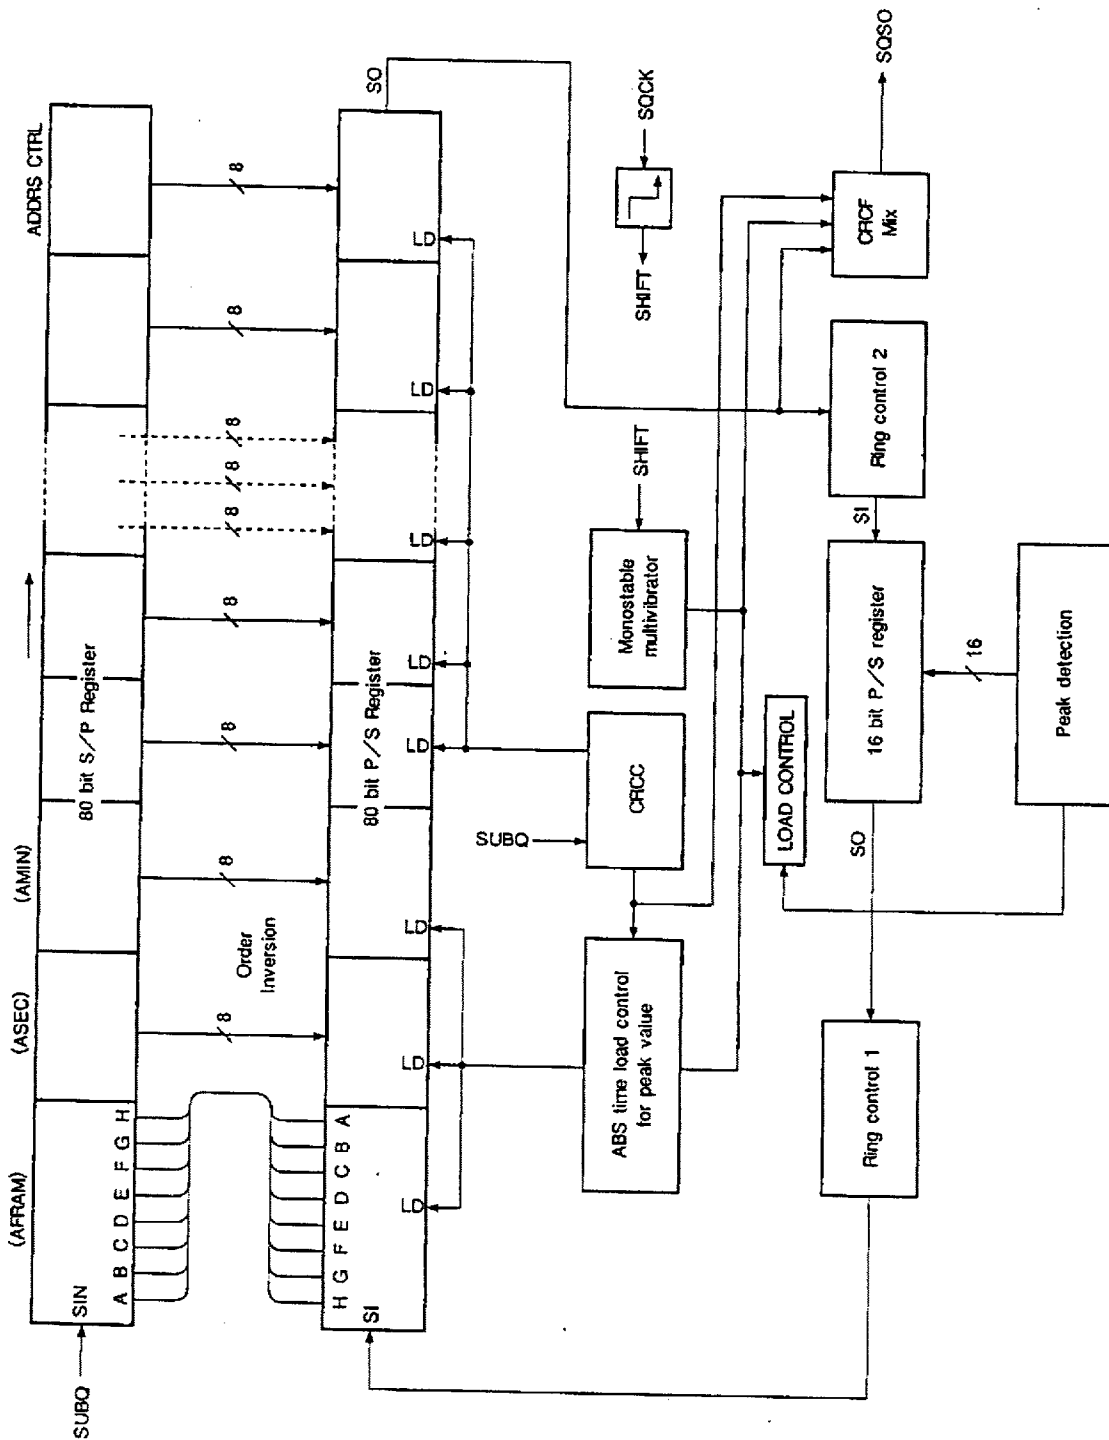 (AFRAM)
(ASEC)
(AMIN)
ADDRS CTRL
SUBQ
SIN
80 bit S/P Register
A B C D E F G H
8
8
8
8
8
8
8
8
8
Order
Inversion
H G F E D C B A
SI
80 bit P/S Register
SO
LD
LD
LD
LD
LD
LD
LD
LD
SUBQ
CRCC
ABS time load control
for peak value
Monostable
multivibrator
SHIFT
SHIFT
SQCK
LOAD CONTROL
CRCF
Mix
SQSO
Ring control 1
SO
16 bit P/S register
SI
Ring control 2
16
Peak detection